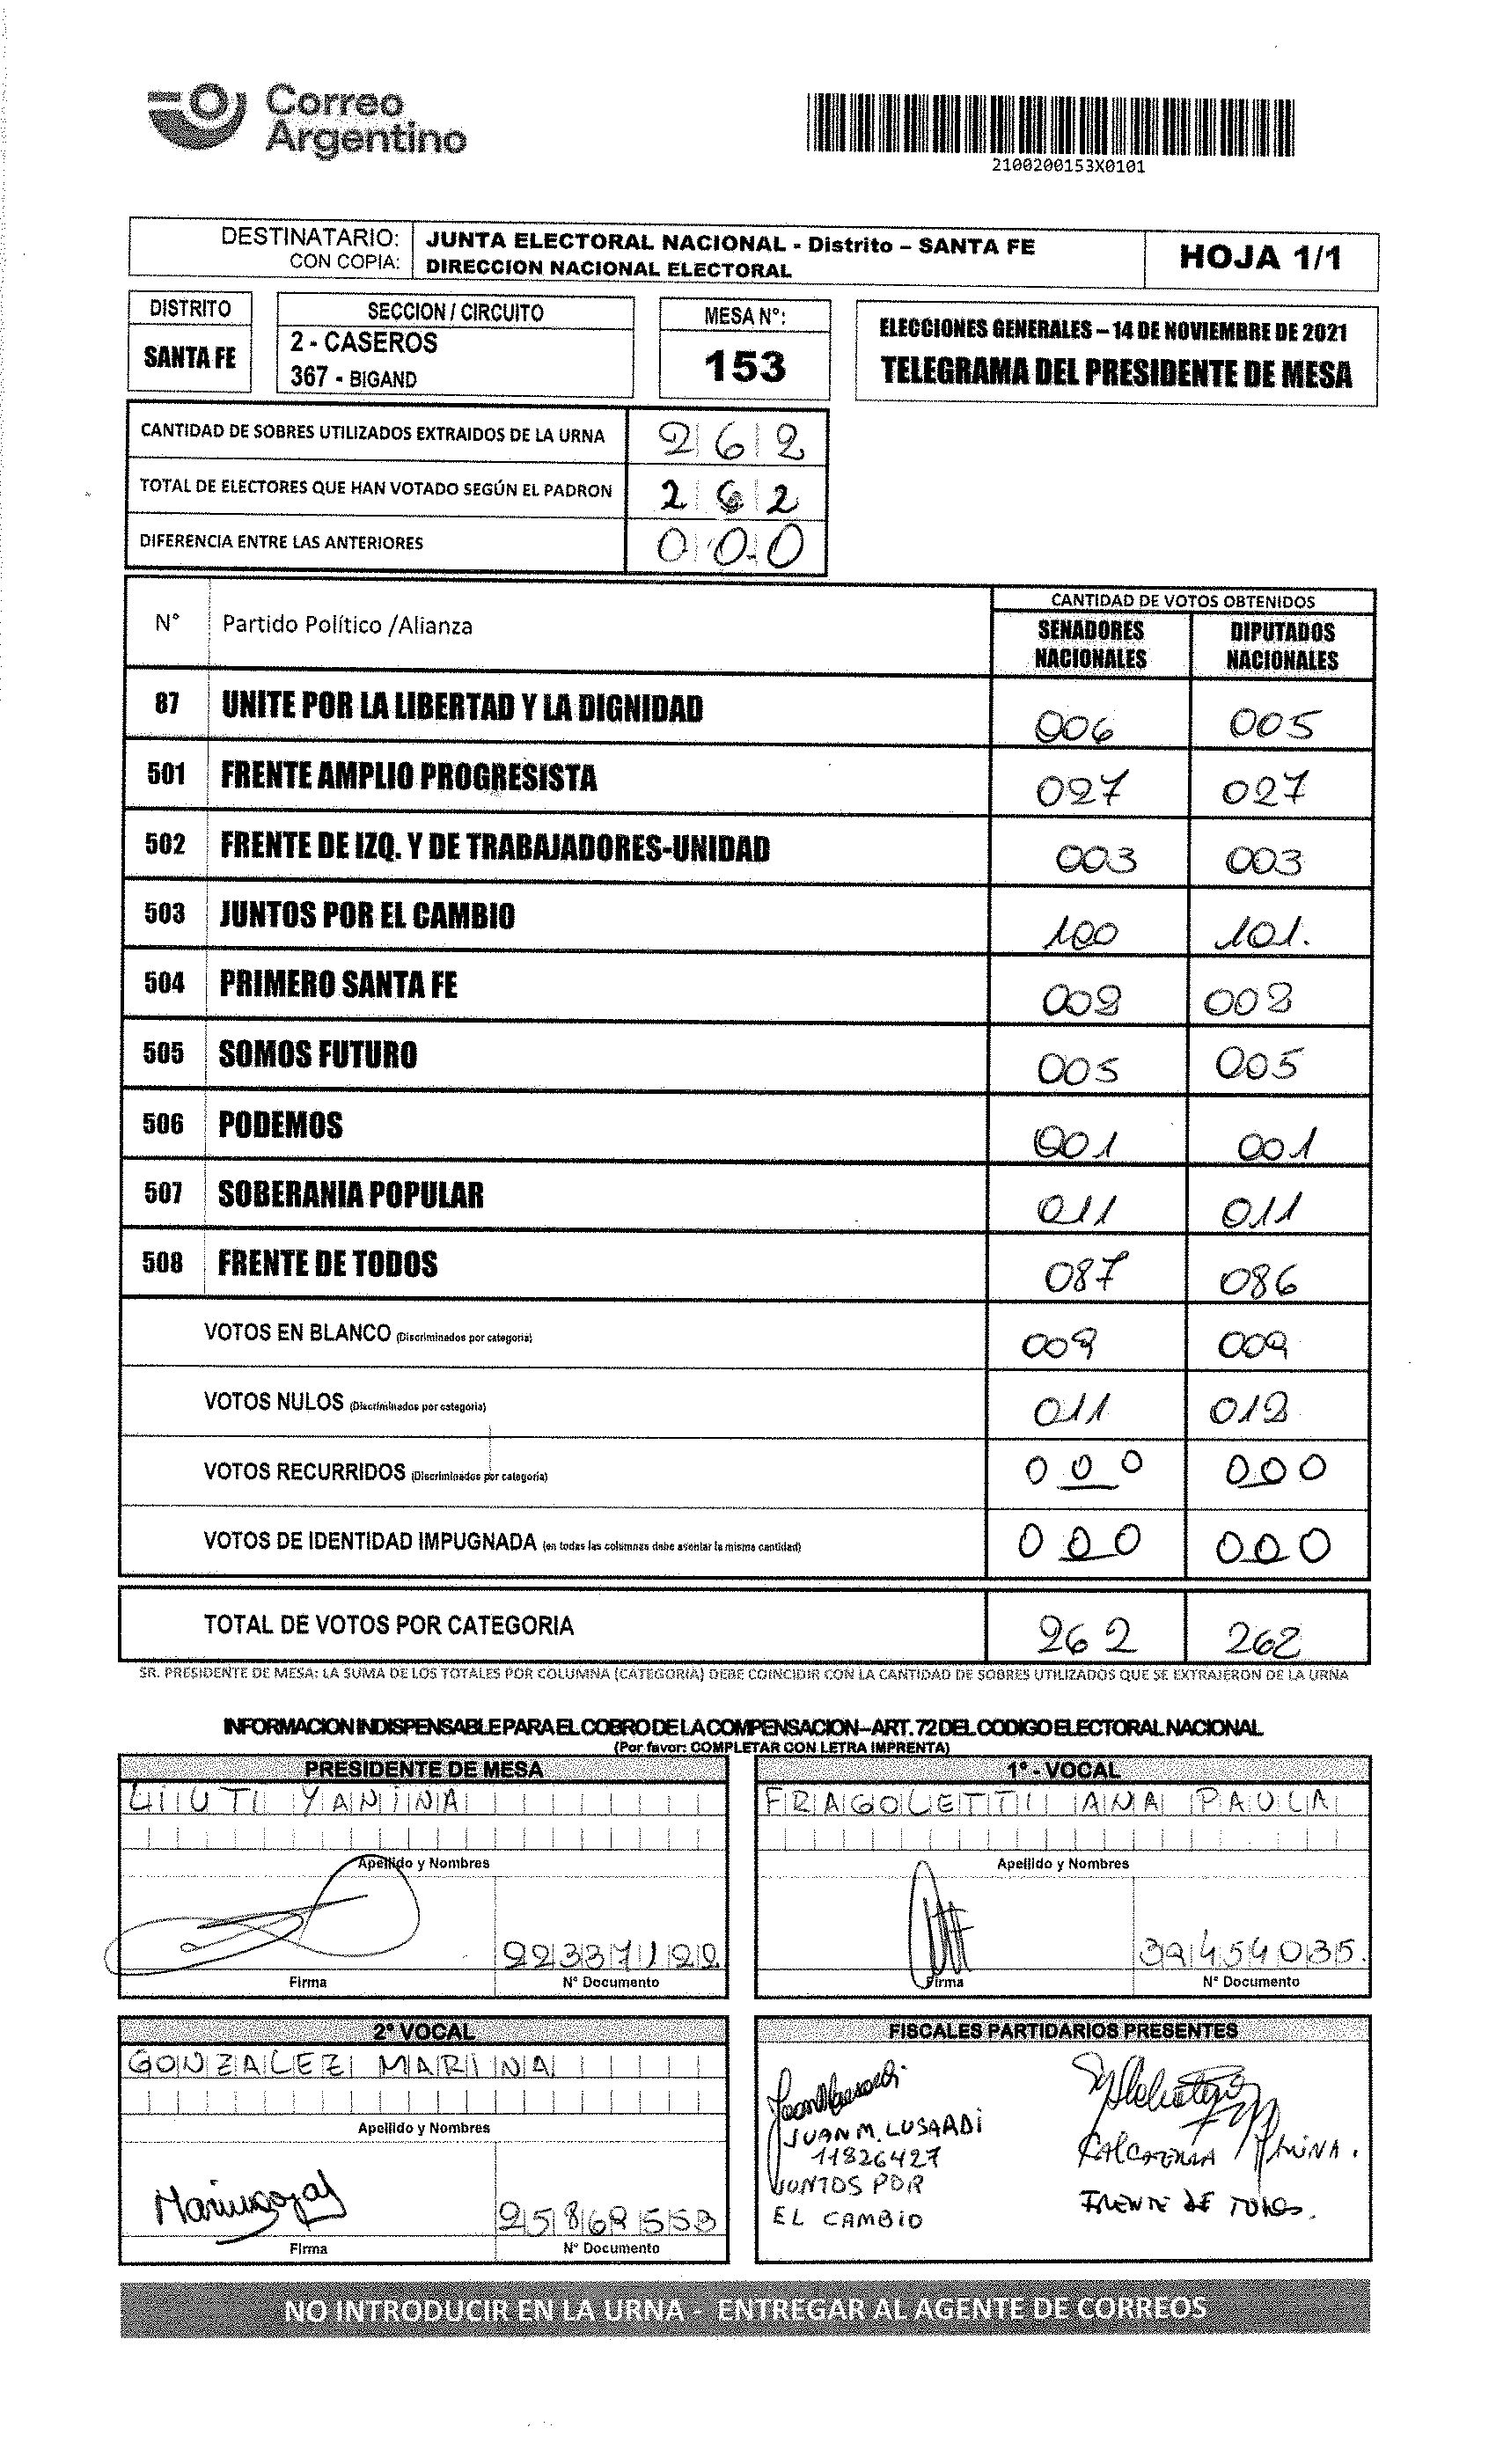 Correo
Argentino
2100200153X0101
DESTINATARIO: JUNTA ELECTORAL NACIONAL - Distrito – SANTA FE HOJA 1/1
CON COPIA: DIRECCION NACIONAL ELECTORAL
DISTRITO SECCION / CIRCUITO MESA N°:
SANTA FE 2 - CASEROS 153
367 - BIGAND
ELECCIONES GENERALES – 14 DE NOVIEMBRE DE 2021
TELEGRAMA DEL PRESIDENTE DE MESA
CANTIDAD DE SOBRES UTILIZADOS EXTRAIDOS DE LA URNA 262
TOTAL DE ELECTORES QUE HAN VOTADO SEGÚN EL PADRON 262
DIFERENCIA ENTRE LAS ANTERIORES 000
N° Partido Político /Alianza
CANTIDAD DE VOTOS OBTENIDOS
SENADORES NACIONALES DIPUTADOS NACIONALES
87 UNITE POR LA LIBERTAD Y LA DIGNIDAD 006 005
501 FRENTE AMPLIO PROGRESISTA 027 027
502 FRENTE DE IZQ. Y DE TRABAJADORES-UNIDAD 003 003
503 JUNTOS POR EL CAMBIO 100 101.
504 PRIMERO SANTA FE 002 002
505 SOMOS FUTURO 005 005
506 PODEMOS 001 001
507 SOBERANIA POPULAR 011 011
508 FRENTE DE TODOS 087 086
VOTOS EN BLANCO (Discriminados por categoria) 009 009
VOTOS NULOS (Discriminados por categoria) 011 012
VOTOS RECURRIDOS (Discriminados por categoria) 000 000
VOTOS DE IDENTIDAD IMPUGNADA (en todas las columnas debe asentar la misma cantidad) 000 000
TOTAL DE VOTOS POR CATEGORIA 262 262
SR. PRESIDENTE DE MESA: LA SUMA DE LOS TOTALES POR COLUMNA (CATEGORIA) DEBE COINCIDIR CON LA CANTIDAD DE SOBRES UTILIZADOS QUE SE EXTRAJERON DE LA URNA
INFORMACION INDISPENSABLE PARA EL COBRO DE LA COMPENSACION – ART. 72 DEL CODIGO ELECTORAL NACIONAL
(Por favor: COMPLETAR CON LETRA IMPRENTA)
PRESIDENTE DE MESA
LIUTI YANINA
Apellido y Nombres
22337122
Firma N° Documento
1° - VOCAL
FRAGOLETTI ANA PAULA
Apellido y Nombres
39454035.
Firma N° Documento
2° VOCAL
GONZALEZ MARINA
Apellido y Nombres
Firma N° Documento
FISCALES PARTIDARIOS PRESENTES
JUAN M. LUSARDI
11826427
JUNTOS POR
EL CAMBIO
FRENTE DE TODOS.
NO INTRODUCIR EN LA URNA - ENTREGAR AL AGENTE DE CORREOS